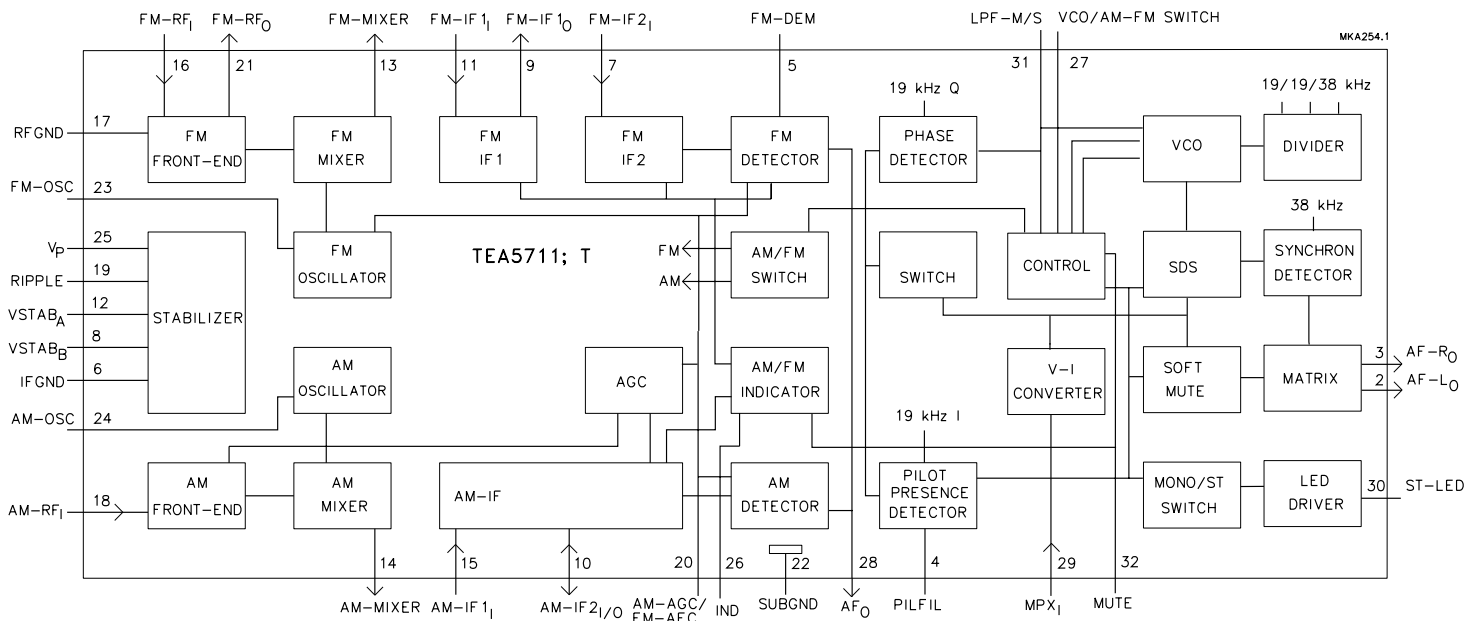 FM-RFI FM-RFO FM-MIXER FM-IF1I FM-IF1O FM-IF2I FM-DEM LPF-M/S VCO/AM-FM SWITCH
MKA254.1
16 21 13 11 9 7 5 31 27
19 kHz Q 19/19/38 kHz
RFGND 17
FM FRONT-END
FM MIXER
FM IF1
FM IF2
FM DETECTOR
PHASE DETECTOR
VCO
DIVIDER
FM-OSC 23
38 kHz
VP 25
RIPPLE 19
VSTABA 12
VSTABB 8
IFGND 6
STABILIZER
FM OSCILLATOR
TEA5711; T
FM
AM
AM/FM SWITCH
SWITCH
CONTROL
SDS
SYNCHRON DETECTOR
AM OSCILLATOR
AGC
AM/FM INDICATOR
V-I CONVERTER
SOFT MUTE
MATRIX
3 AF-RO
2 AF-LO
AM-OSC 24
19 kHz I
AM-RFI 18
AM FRONT-END
AM MIXER
AM-IF
AM DETECTOR
PILOT PRESENCE DETECTOR
MONO/ST SWITCH
LED DRIVER
30 ST-LED
14 15 10 20 26 22 28 4 29 32
AM-MIXER AM-IF1I AM-IF2I/O AM-AGC/ FM-AFC IND SUBGND AFO PILFIL MPXI MUTE